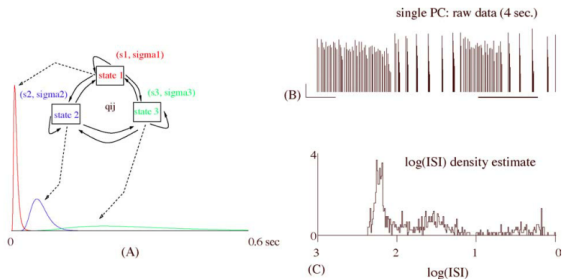 (s1, sigma1)
state 1
(s2, sigma2)
(s3, sigma3)
qij
state 2
state 3
0
0.6 sec
(A)
single PC: raw data (4 sec.)
(B)
4
log(ISI) density estimate
0
3
2
1
0
(C)
log(ISI)